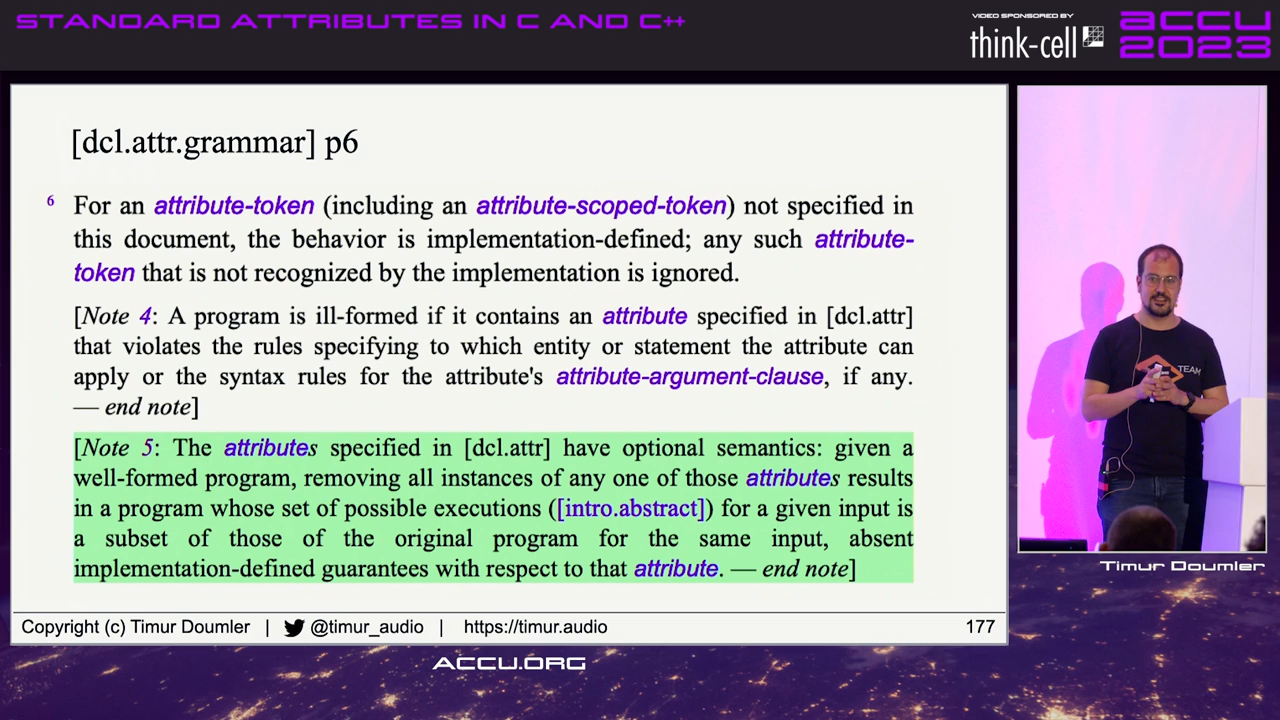 STANDARD ATTRIBUTES IN C AND C++
VIDEO SPONSORED BY
think-cell
ACCU
2023
[dcl.attr.grammar] p6
6 For an attribute-token (including an attribute-scoped-token) not specified in
this document, the behavior is implementation-defined; any such attribute-
token that is not recognized by the implementation is ignored.
[Note 4: A program is ill-formed if it contains an attribute specified in [dcl.attr]
that violates the rules specifying to which entity or statement the attribute can
apply or the syntax rules for the attribute's attribute-argument-clause, if any.
— end note]
[Note 5: The attributes specified in [dcl.attr] have optional semantics: given a
well-formed program, removing all instances of any one of those attributes results
in a program whose set of possible executions ([intro.abstract]) for a given input is
a subset of those of the original program for the same input, absent
implementation-defined guarantees with respect to that attribute. — end note]
TEAM
Copyright (c) Timur Doumler | @timur_audio | https://timur.audio 177
Timur Doumler
ACCU.ORG